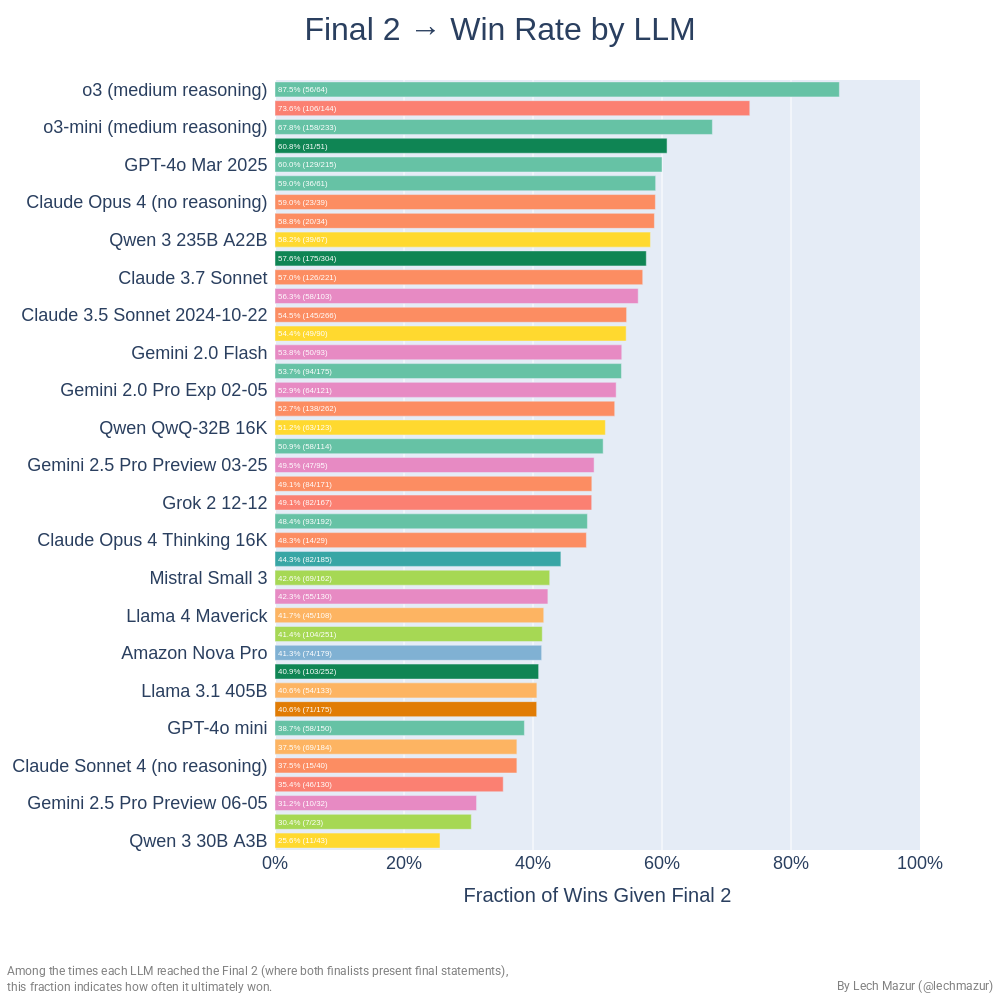 Final 2 → Win Rate by LLM
o3 (medium reasoning) 87.5% (56/64)
73.6% (106/144)
o3-mini (medium reasoning) 67.8% (158/233)
60.8% (31/51)
GPT-4o Mar 2025 60.0% (129/215)
59.0% (36/61)
Claude Opus 4 (no reasoning) 59.0% (23/39)
58.8% (20/34)
Qwen 3 235B A22B 58.2% (39/67)
57.6% (175/304)
Claude 3.7 Sonnet 57.0% (126/221)
56.3% (58/103)
Claude 3.5 Sonnet 2024-10-22 54.5% (145/266)
54.4% (49/90)
Gemini 2.0 Flash 53.8% (50/93)
53.7% (94/175)
Gemini 2.0 Pro Exp 02-05 52.9% (64/121)
52.7% (138/262)
Qwen QwQ-32B 16K 51.2% (63/123)
50.9% (58/114)
Gemini 2.5 Pro Preview 03-25 49.5% (47/95)
49.1% (84/171)
Grok 2 12-12 49.1% (82/167)
48.4% (93/192)
Claude Opus 4 Thinking 16K 48.3% (14/29)
44.3% (82/185)
Mistral Small 3 42.6% (69/162)
42.3% (55/130)
Llama 4 Maverick 41.7% (45/108)
41.4% (104/251)
Amazon Nova Pro 41.3% (74/179)
40.9% (103/252)
Llama 3.1 405B 40.6% (54/133)
40.6% (71/175)
GPT-4o mini 38.7% (58/150)
37.5% (69/184)
Claude Sonnet 4 (no reasoning) 37.5% (15/40)
35.4% (46/130)
Gemini 2.5 Pro Preview 06-05 31.2% (10/32)
30.4% (7/23)
Qwen 3 30B A3B 25.6% (11/43)
0% 20% 40% 60% 80% 100%
Fraction of Wins Given Final 2
Among the times each LLM reached the Final 2 (where both finalists present final statements),
this fraction indicates how often it ultimately won.
By Lech Mazur (@lechmazur)